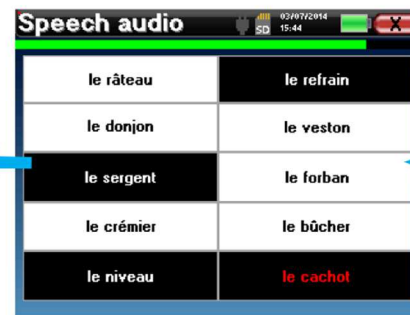 Speech audio
SD
03/07/2014
15:44
X
le râteau le refrain
le donjon le veston
le sergent le forban
le crémier le bûcher
le niveau le cachot